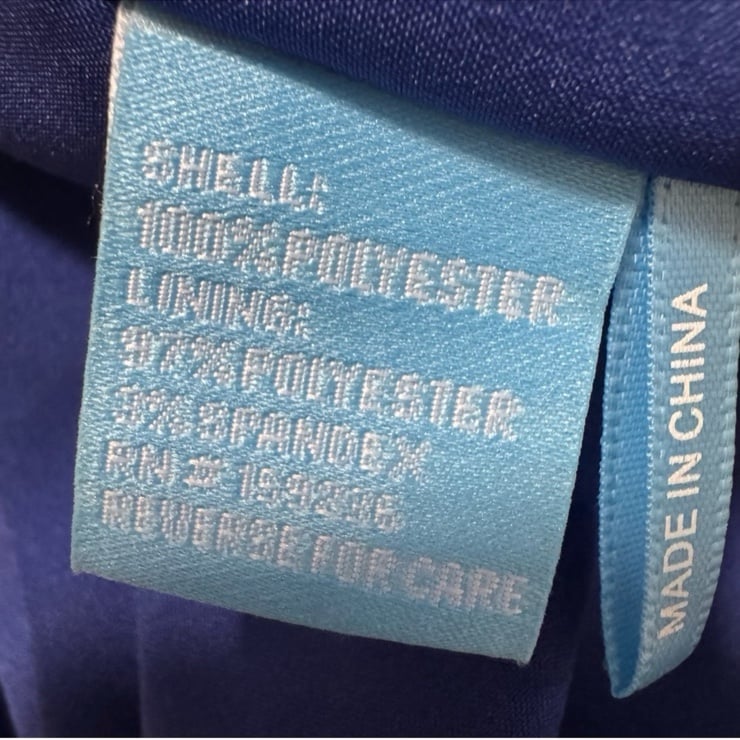 SHELL:
100%POLYESTER
LINING:
97%POLYESTER
3%SPANDEX
RN #
REVERSE FOR CARE
MADE IN CHINA